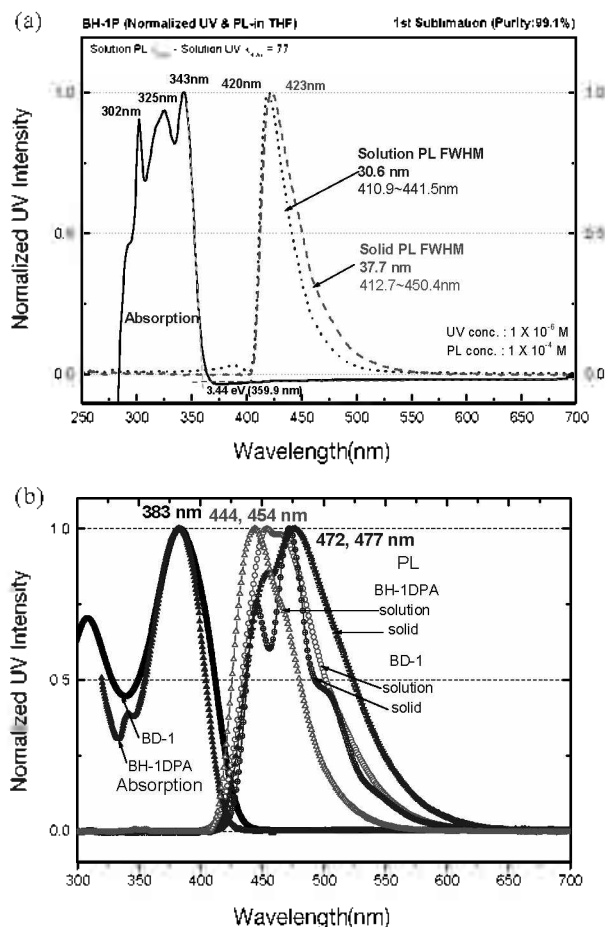 (a)
BH-1P (Normalized UV & PL-in THF) 1st Sublimation (Purity:99.1%)
Solution PL - Solution UV = 77
343nm
420nm 423nm
325nm
302nm
1.0 1.0
Solution PL FWHM
30.6 nm
410.9~441.5nm
Solid PL FWHM
37.7 nm
412.7~450.4nm
Absorption
UV conc. : 1 X 10⁻⁶ M
PL conc. : 1 X 10⁻⁴ M
3.44 eV (359.9 nm)
Normalized UV Intensity
250 300 350 400 450 500 550 600 650 700
Wavelength(nm)
(b)
383 nm 444, 454 nm
472, 477 nm
PL
BH-1DPA
solution
solid
BD-1
solution
solid
BD-1
BH-1DPA
Absorption
1.0
0.5
0.0
Normalized UV Intensity
300 350 400 450 500 550 600 650 700
Wavelength(nm)